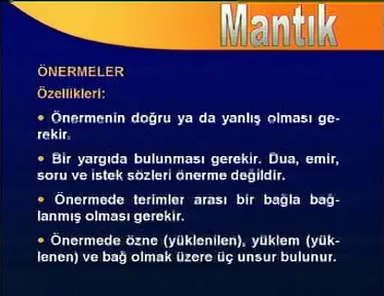 Mantık
ÖNERMELER
Özellikleri:
• Önermenin doğru ya da yanlış olması ge-
rekir.
• Bir yargıda bulunması gerekir. Dua, emir,
soru ve istek sözleri önerme değildir.
• Önermede terimler arası bir bağla bağ-
lanmış olması gerekir.
• Önermede özne (yüklenilen), yüklem (yük-
lenen) ve bağ olmak üzere üç unsur bulunur.